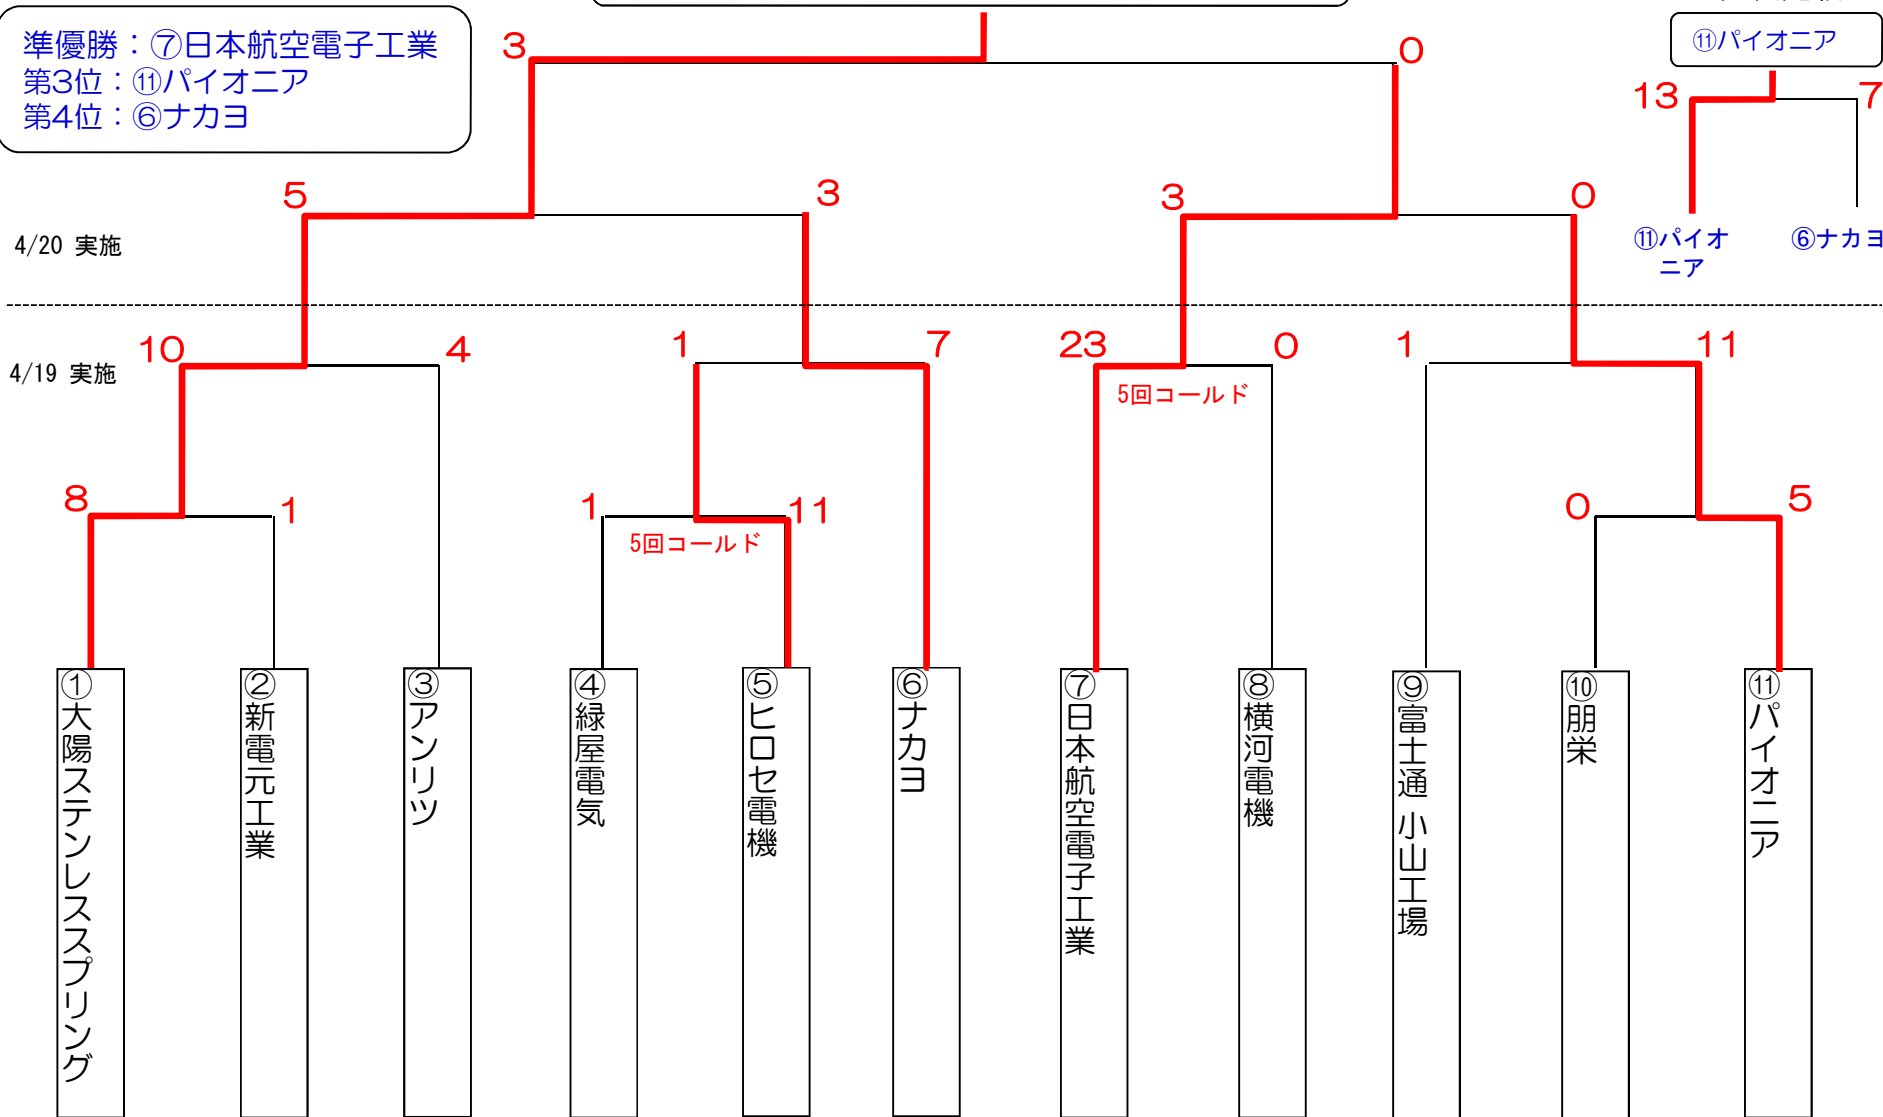 準優勝：⑦日本航空電子工業
第3位：⑪パイオニア
第4位：⑥ナカヨ
⑪パイオニア
3
0
13
7
5
3
3
0
⑪パイオ
ニア
⑥ナカヨ
4/20 実施
10
4
1
7
23
0
1
11
4/19 実施
5回コールド
8
1
1
11
0
5
5回コールド
①大陽ステンレススプリング
②新電元工業
③アンリツ
④緑屋電気
⑤ヒロセ電機
⑥ナカヨ
⑦日本航空電子工業
⑧横河電機
⑨富士通 小山工場
⑩朋栄
⑪パイオニア